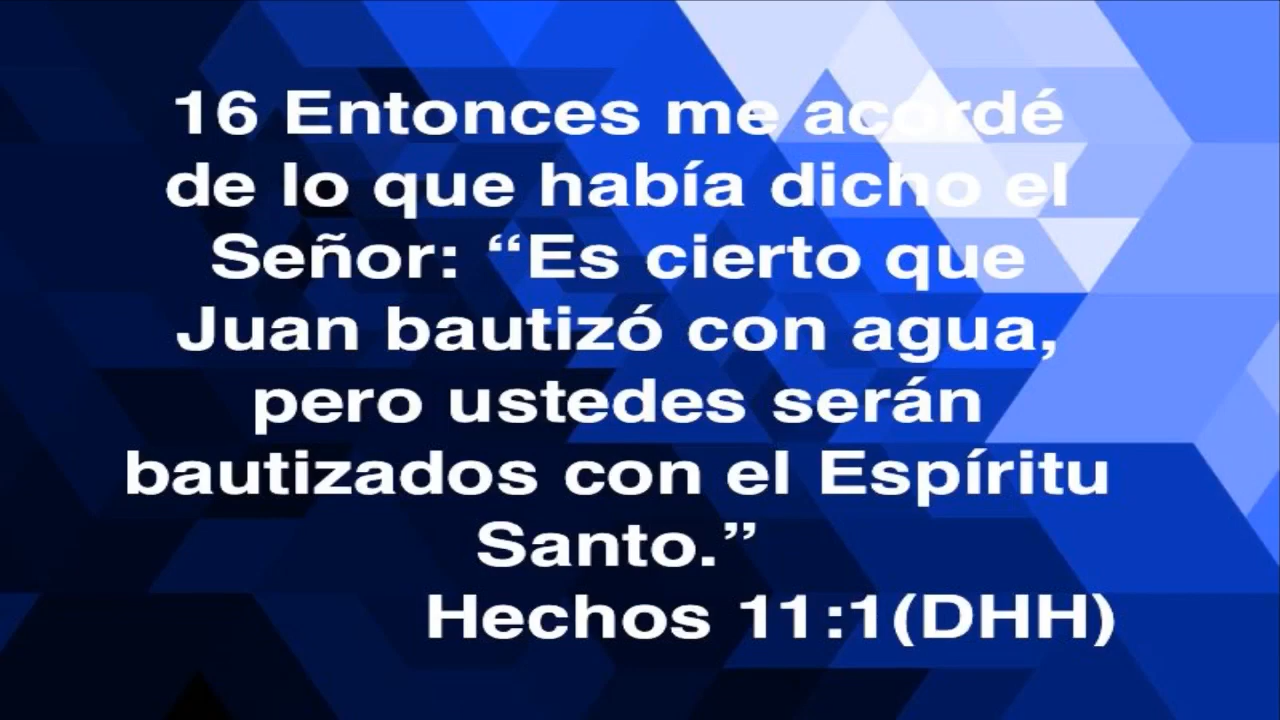 16 Entonces me acordé
de lo que había dicho el
Señor: “Es cierto que
Juan bautizó con agua,
pero ustedes serán
bautizados con el Espíritu
Santo.”
Hechos 11:1(DHH)